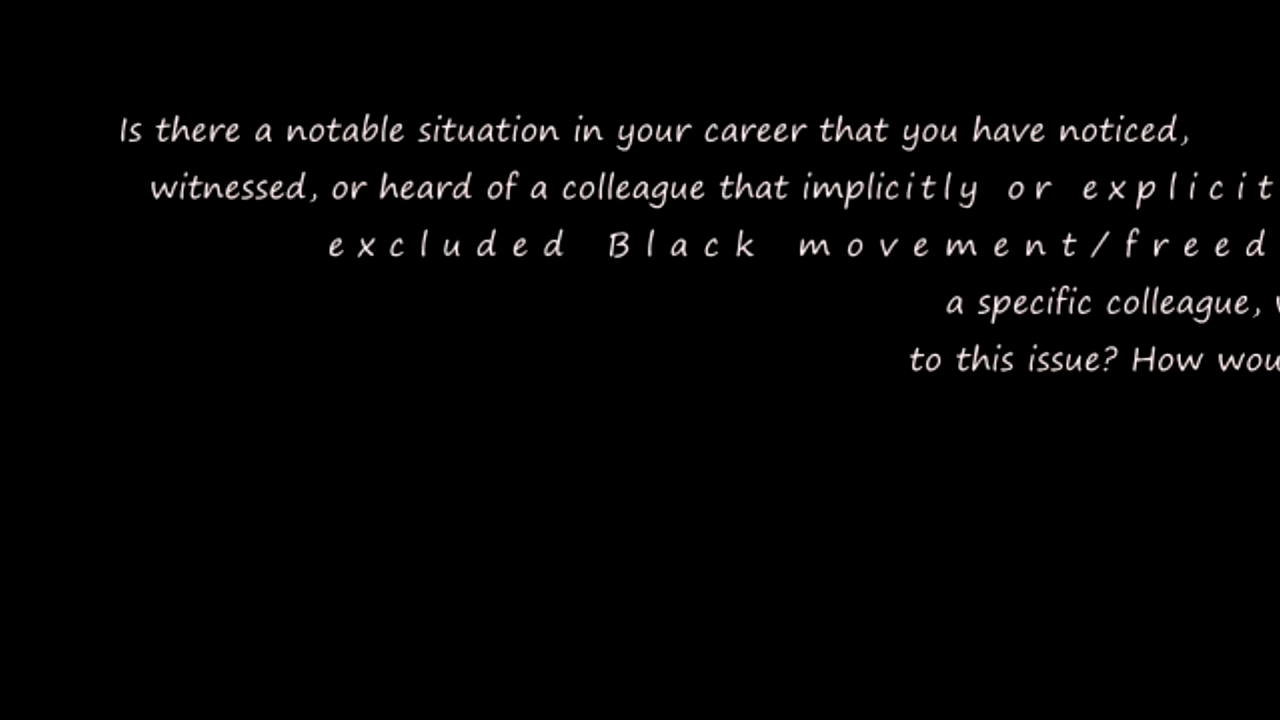 Is there a notable situation in your career that you have noticed,
witnessed, or heard of a colleague that implicitly or explicit
excluded Black movement/freed
a specific colleague,
to this issue? How wou